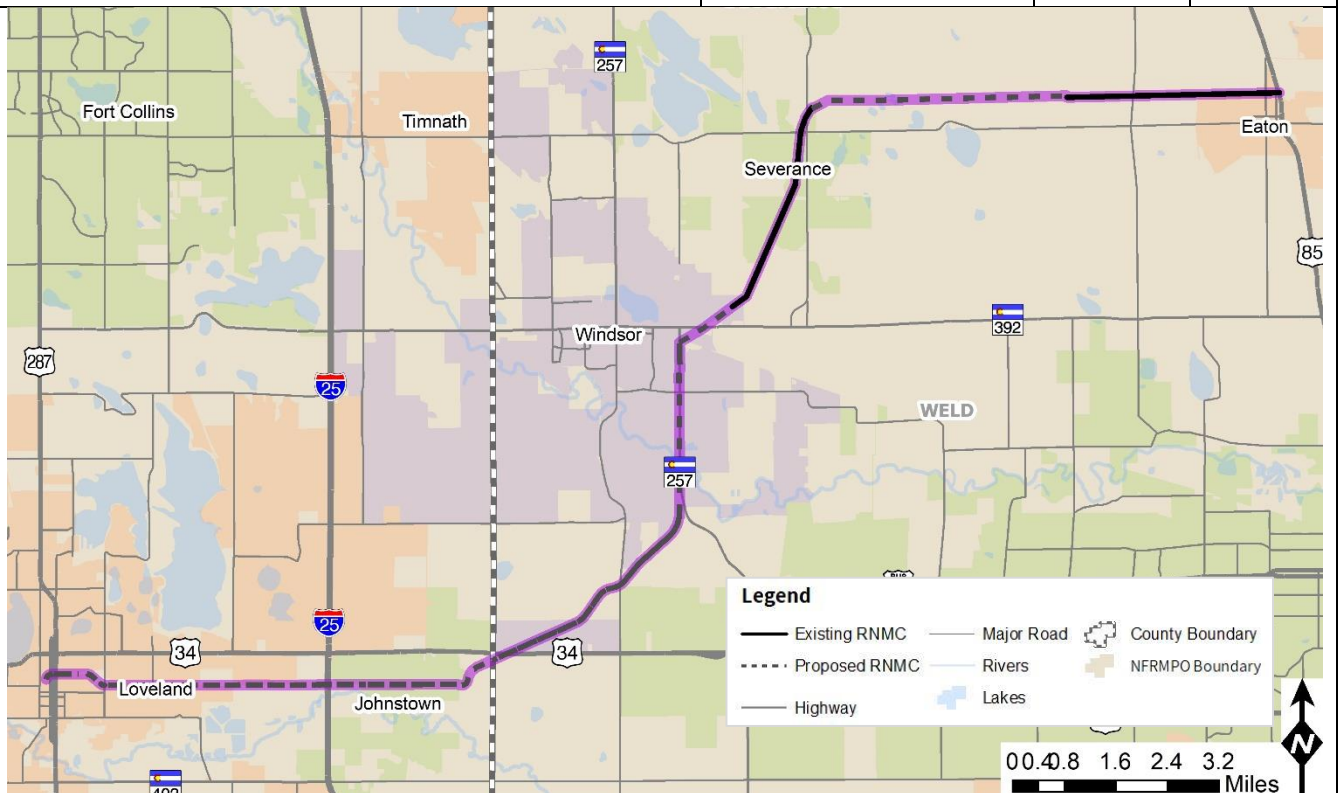 257
Fort Collins
Timnath
Eaton
Severance
85
392
Windsor
287
25
WELD
257
25
34
34
Loveland
Johnstown
Legend
Existing RNMC
Major Road
County Boundary
Proposed RNMC
Rivers
NFRMPO Boundary
Highway
Lakes
N
0 0.4 0.8 1.6 2.4 3.2
Miles